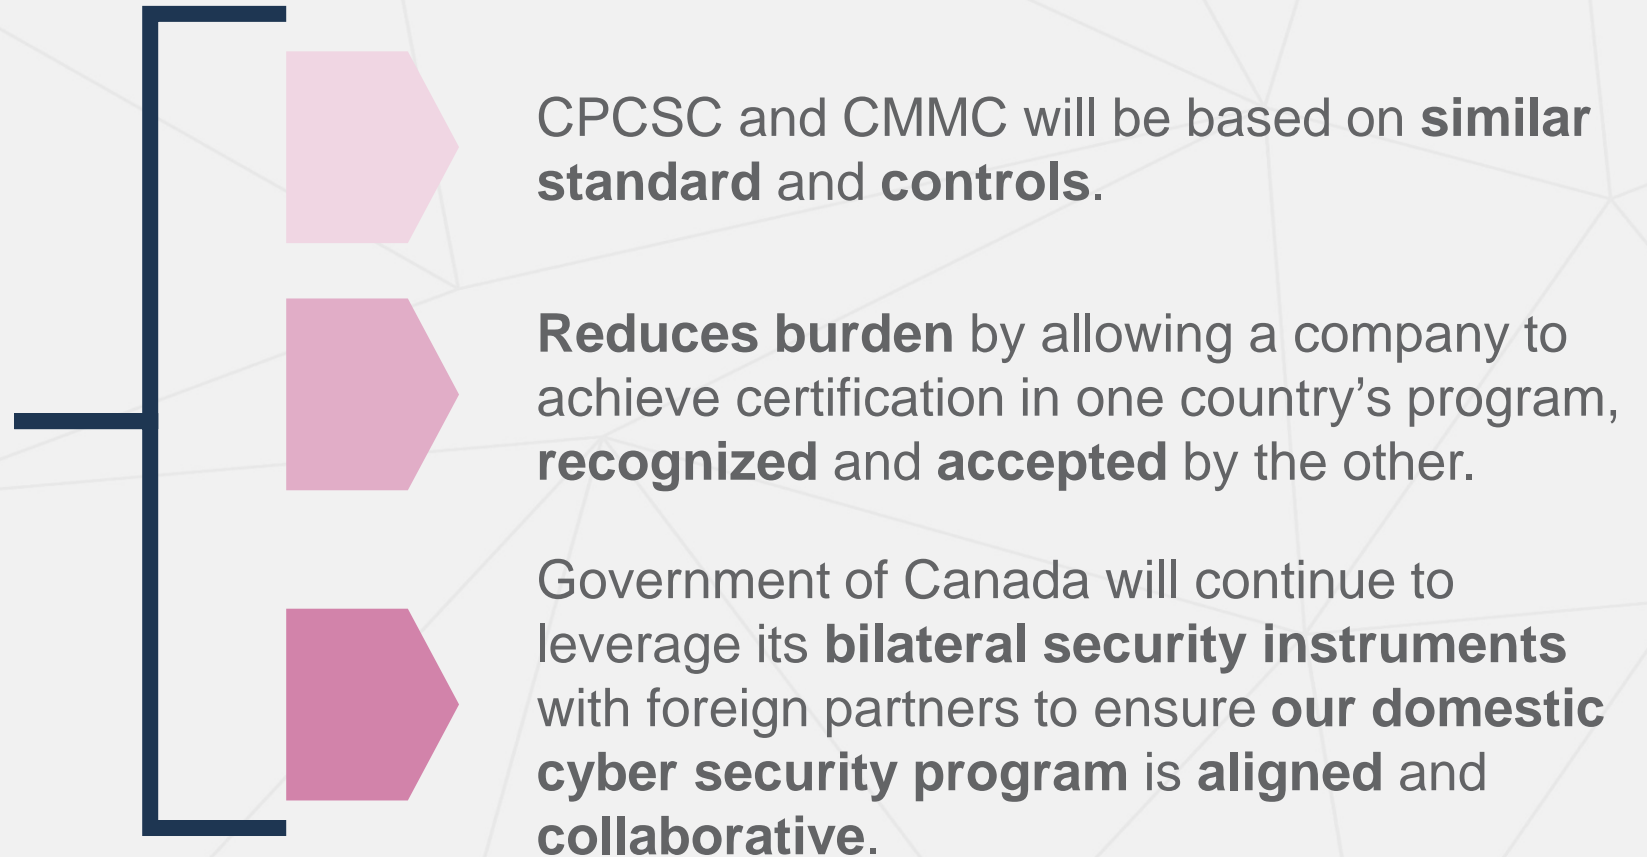 CPCSC and CMMC will be based on similar
standard and controls.
Reduces burden by allowing a company to
achieve certification in one country’s program,
recognized and accepted by the other.
Government of Canada will continue to
leverage its bilateral security instruments
with foreign partners to ensure our domestic
cyber security program is aligned and
collaborative.